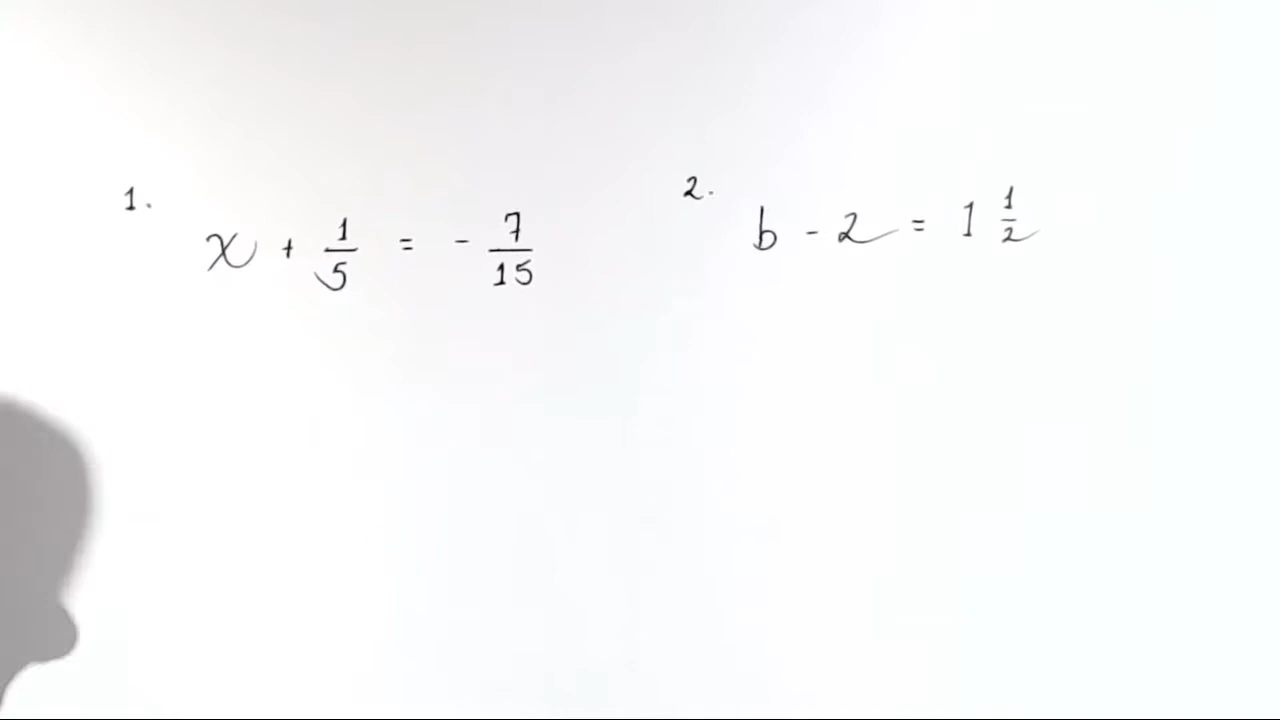 1.
x + 1/5 = - 7/15
2.
b - 2 = 1 1/2